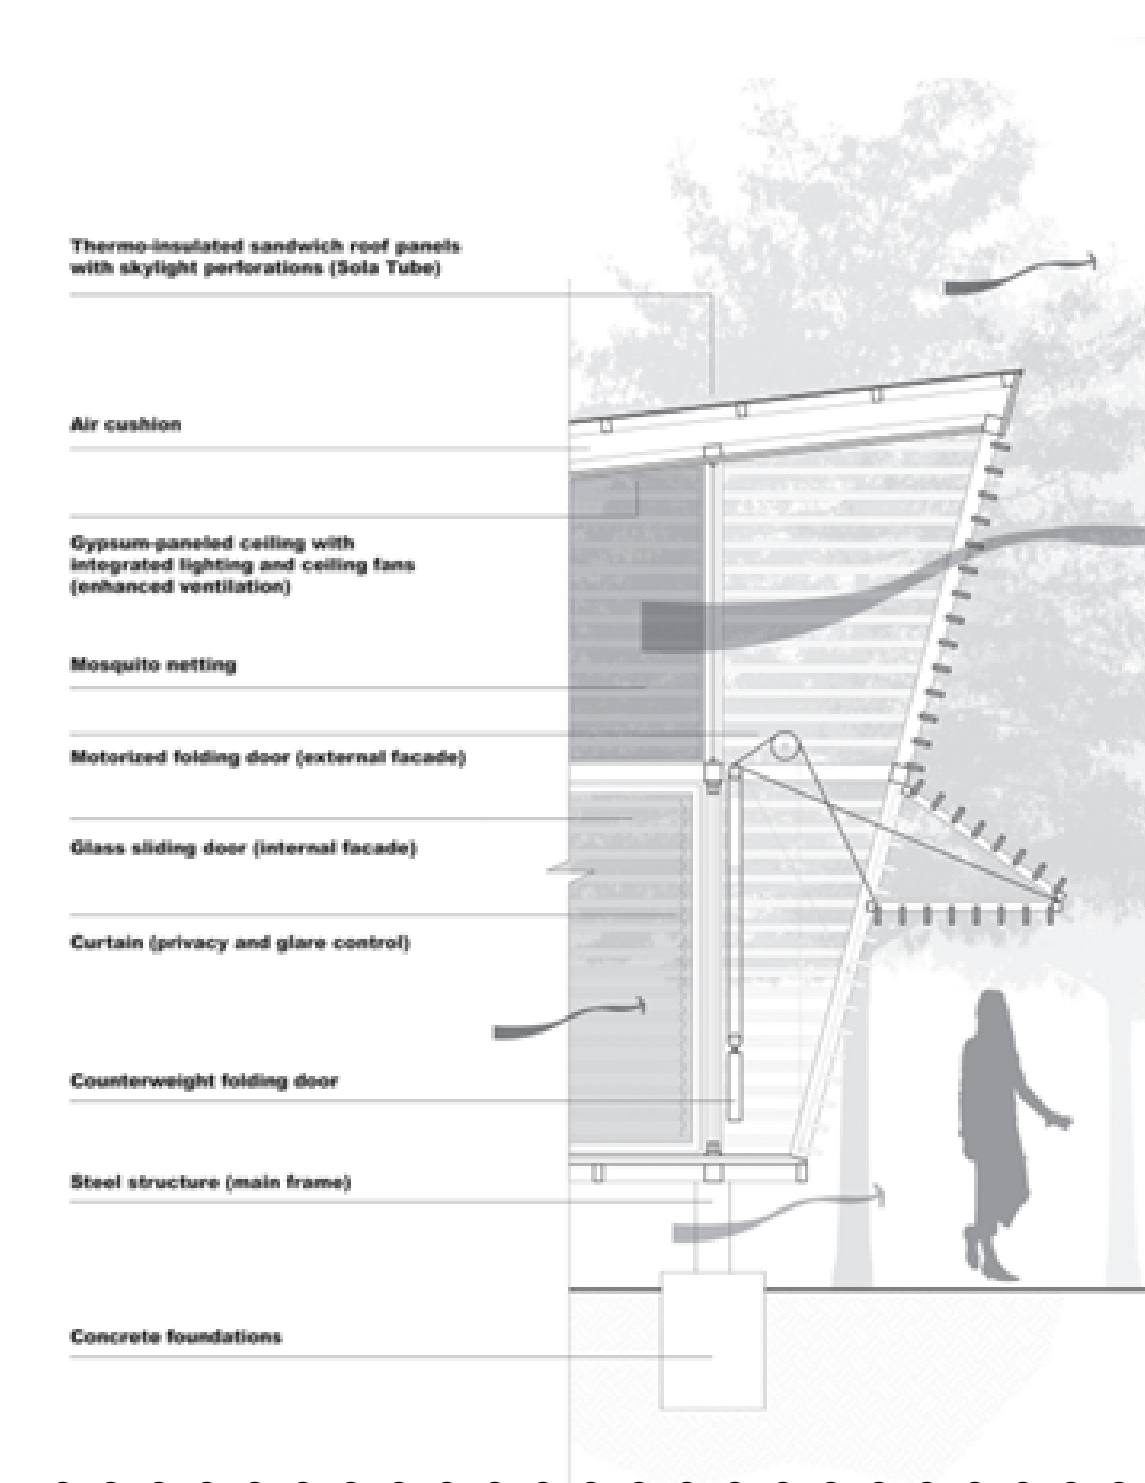 Thermo-insulated sandwich roof panels
with skylight perforations (Sola Tube)
Air cushion
Gypsum-paneled ceiling with
integrated lighting and ceiling fans
(enhanced ventilation)
Mosquito netting
Motorized folding door (external facade)
Glass sliding door (internal facade)
Curtain (privacy and glare control)
Counterweight folding door
Steel structure (main frame)
Concrete foundations